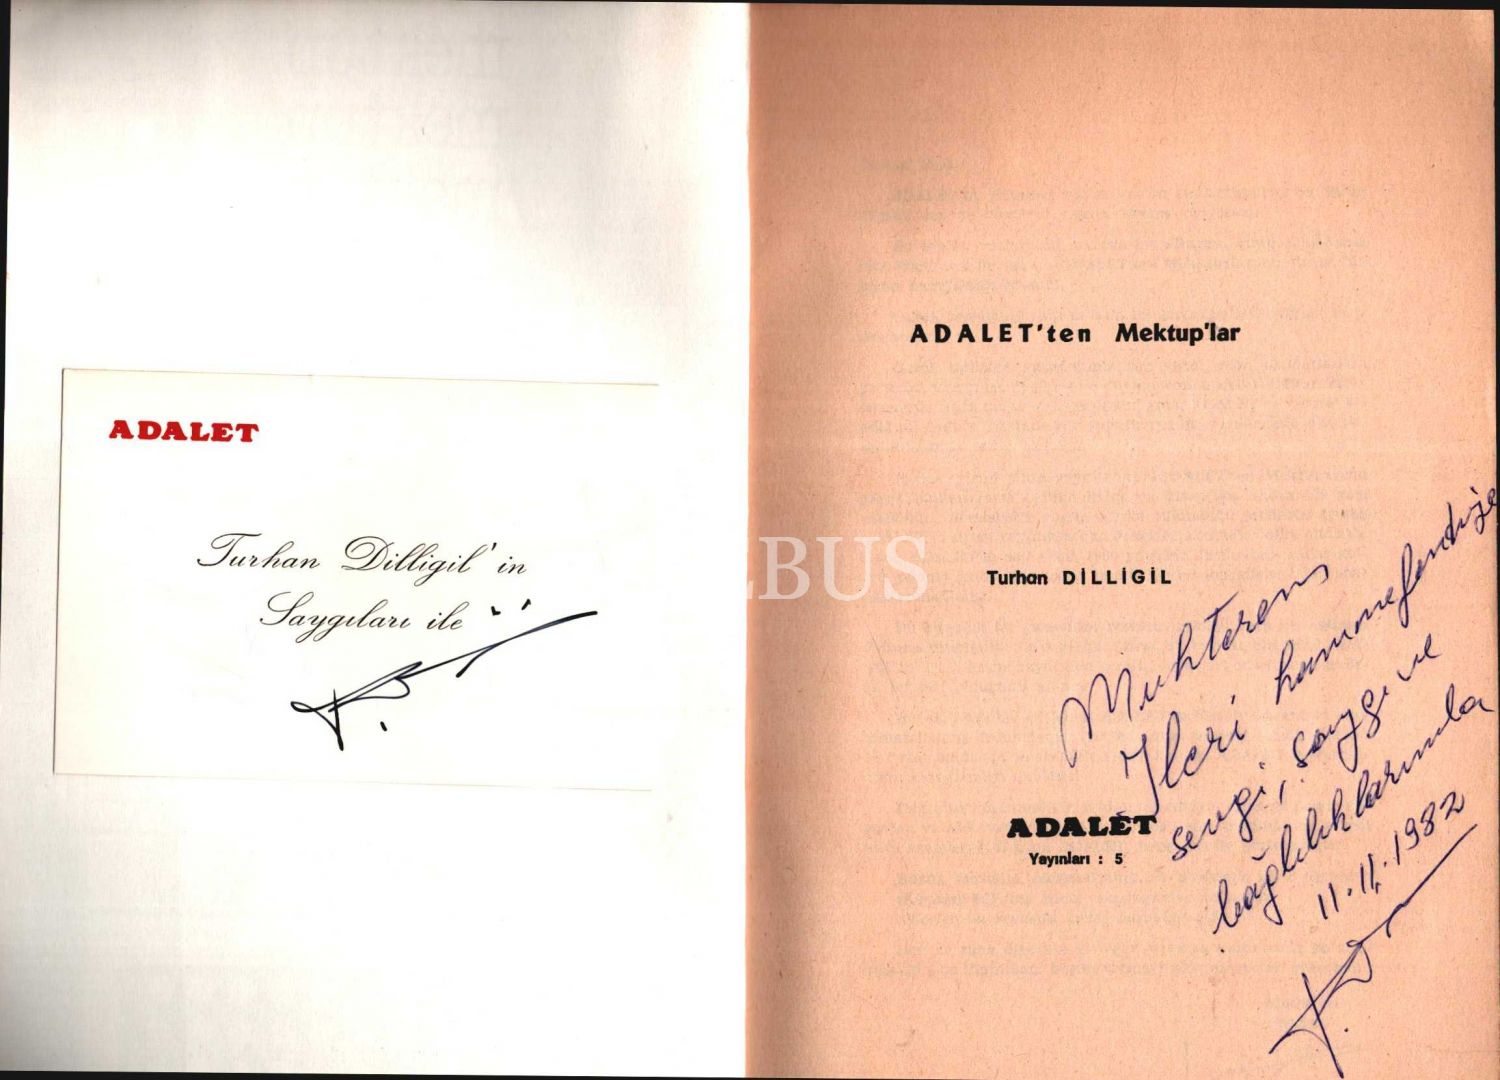 ADALET
Turhan Dilligil'in
Saygıları ile
LBUS
ADALET'ten Mektup'lar
Turhan DİLLİGİL
ADALET
Yayınları : 5
Muhterem
İleri hanımefendiye
sevgi, saygı ve
bağlılıklarımla
11.11.1982